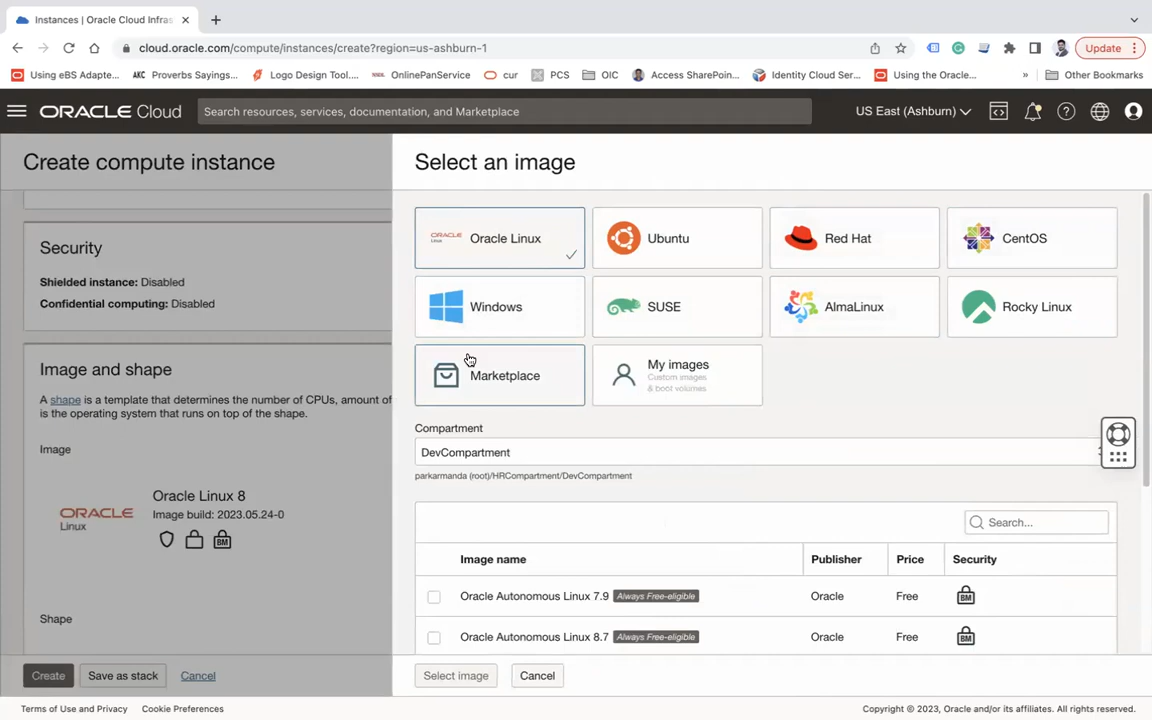 Instances | Oracle Cloud Infras
cloud.oracle.com/compute/instances/create?region=us-ashburn-1
Update
Using eBS Adapte...
AKC Proverbs Sayings...
Logo Design Tool....
OnlinePanService
cur
PCS
OIC
Access SharePoin...
Identity Cloud Ser...
Using the Oracle...
»
Other Bookmarks
ORACLE Cloud
Search resources, services, documentation, and Marketplace
US East (Ashburn)
Create compute instance
Security
Shielded instance: Disabled
Confidential computing: Disabled
Image and shape
A shape is a template that determines the number of CPUs, amount of
is the operating system that runs on top of the shape.
Image
ORACLE
Linux
Oracle Linux 8
Image build: 2023.05.24-0
BM
Shape
Create
Save as stack
Cancel
Select an image
ORACLE
Linux
Oracle Linux
Ubuntu
Red Hat
CentOS
Windows
SUSE
AlmaLinux
Rocky Linux
Marketplace
My images
Custom images
& boot volumes
Compartment
DevCompartment
parkarmanda (root)/HRCompartment/DevCompartment
Search...
Image name
Publisher
Price
Security
Oracle Autonomous Linux 7.9 Always Free-eligible
Oracle
Free
BM
Oracle Autonomous Linux 8.7 Always Free-eligible
Oracle
Free
BM
Select image
Cancel
Terms of Use and Privacy
Cookie Preferences
Copyright © 2023, Oracle and/or its affiliates. All rights reserved.